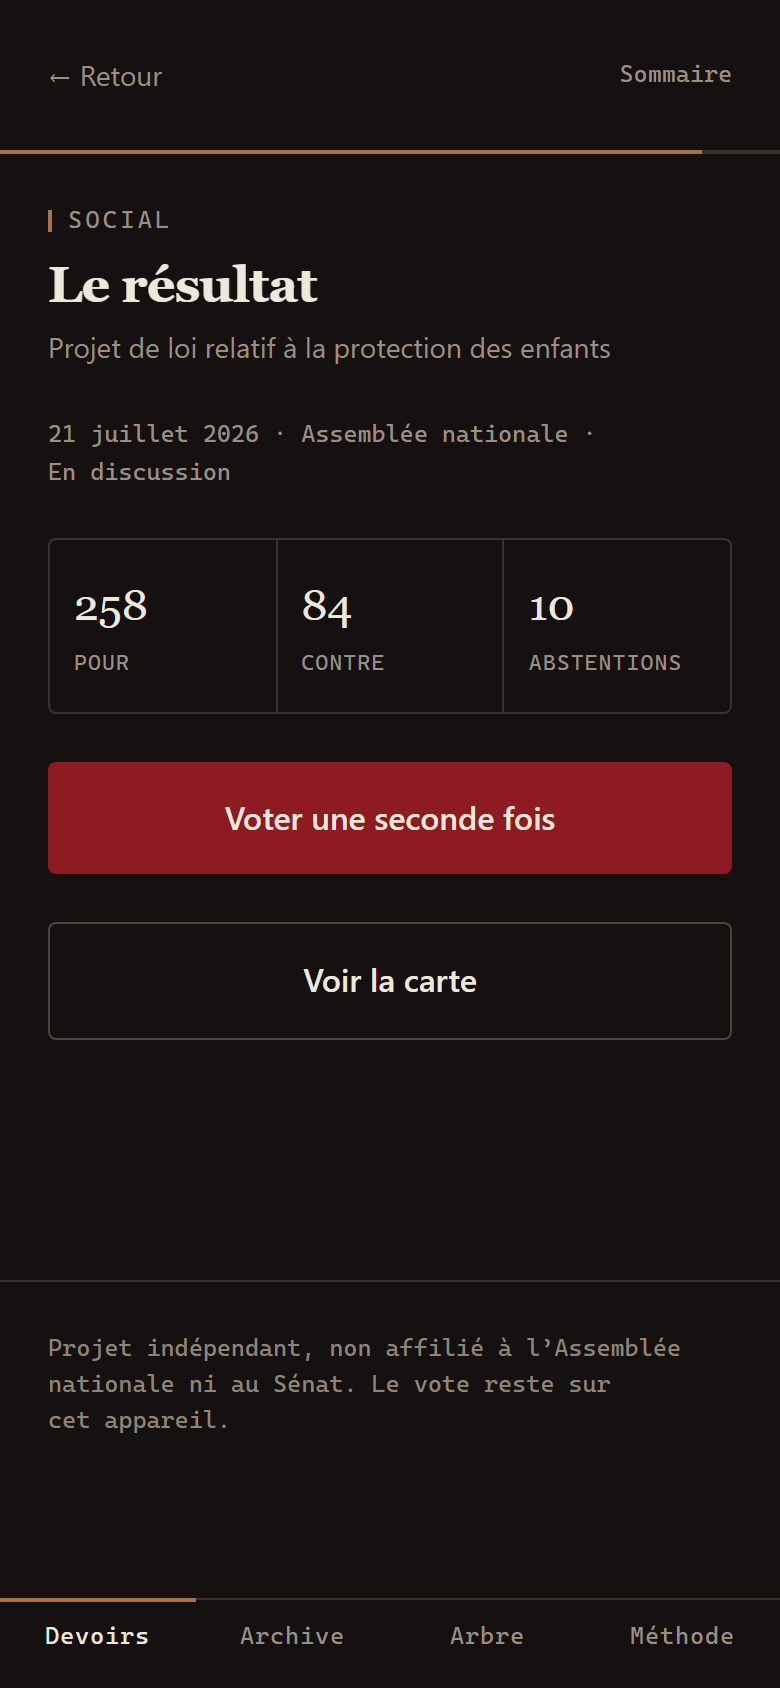 ← Retour
Sommaire
SOCIAL
Le résultat
Projet de loi relatif à la protection des enfants
21 juillet 2026 · Assemblée nationale ·
En discussion
258
POUR
84
CONTRE
10
ABSTENTIONS
Voter une seconde fois
Voir la carte
Projet indépendant, non affilié à l’Assemblée
nationale ni au Sénat. Le vote reste sur
cet appareil.
Devoirs
Archive
Arbre
Méthode